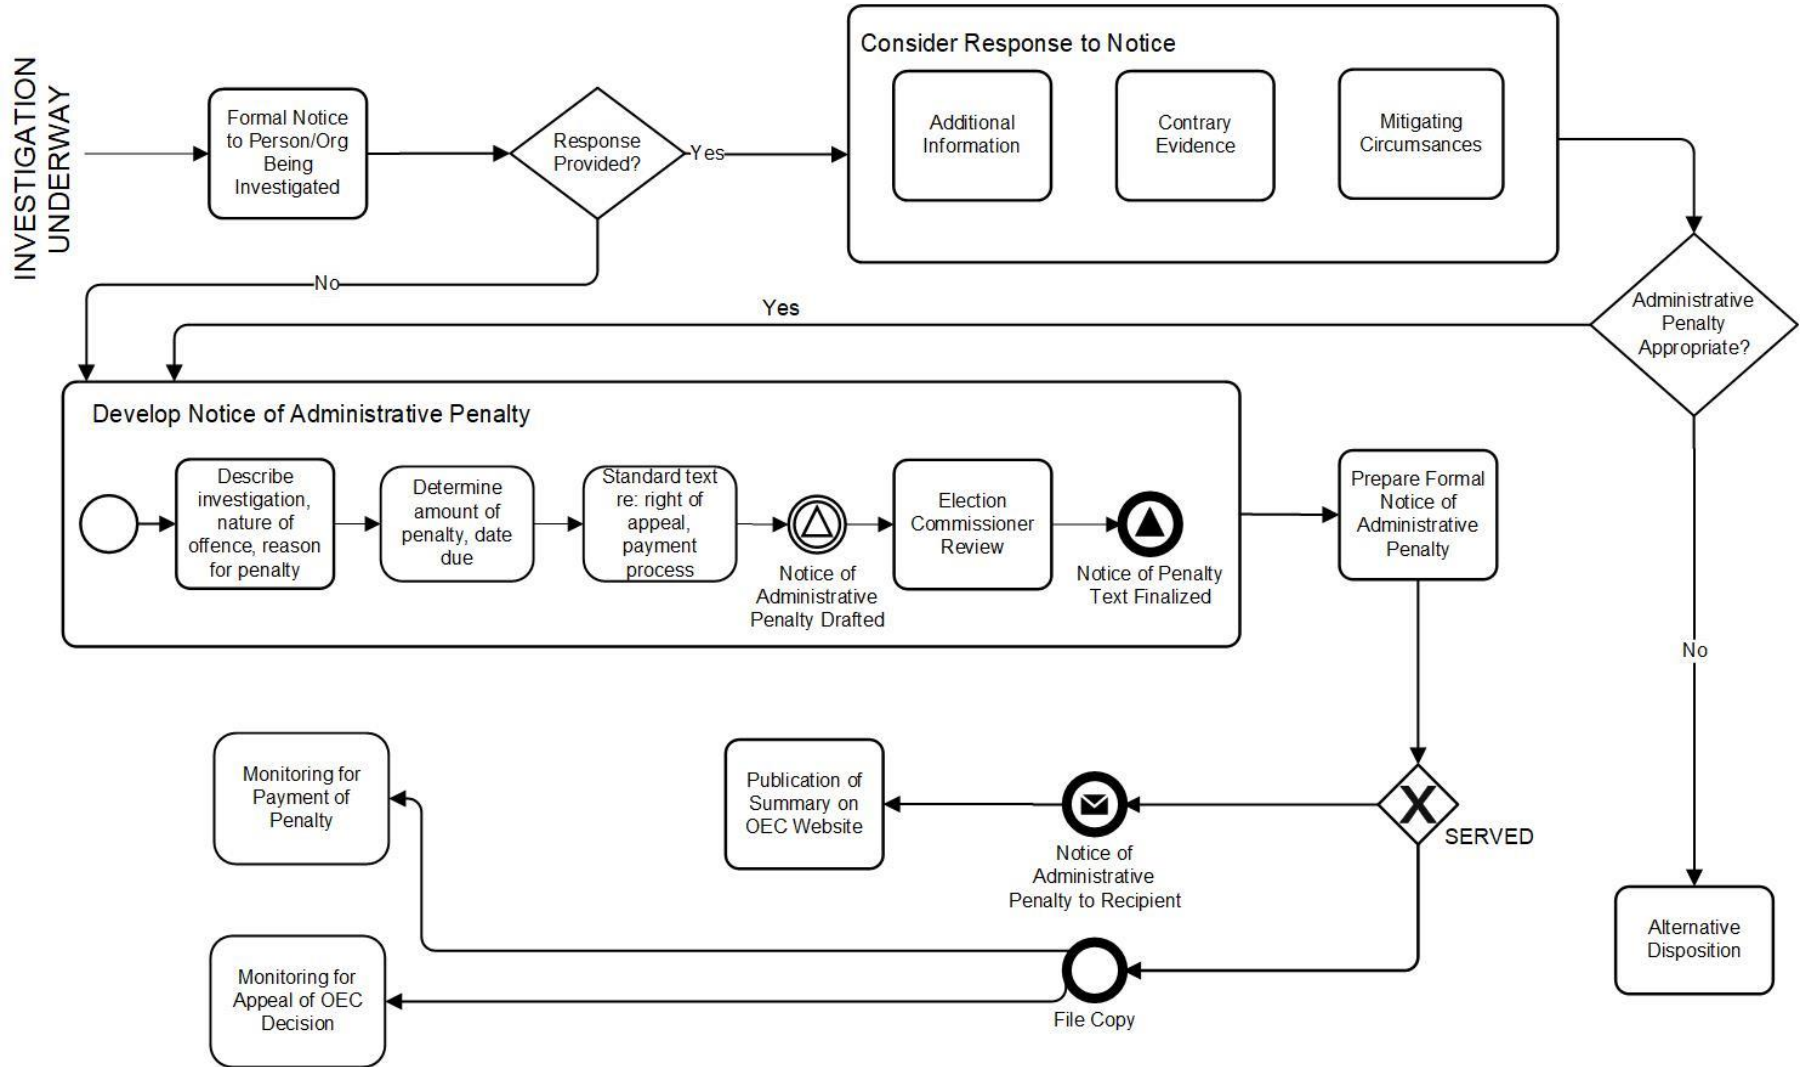 INVESTIGATION
UNDERWAY
Formal Notice
to Person/Org
Being
Investigated
Response
Provided?
Yes
No
Consider Response to Notice
Additional
Information
Contrary
Evidence
Mitigating
Circumsances
Administrative
Penalty
Appropriate?
Yes
No
Develop Notice of Administrative Penalty
Describe
investigation,
nature of
offence, reason
for penalty
Determine
amount of
penalty, date
due
Standard text
re: right of
appeal,
payment
process
Notice of
Administrative
Penalty Drafted
Election
Commissioner
Review
Notice of Penalty
Text Finalized
Prepare Formal
Notice of
Administrative
Penalty
X
SERVED
Notice of
Administrative
Penalty to Recipient
Publication of
Summary on
OEC Website
File Copy
Monitoring for
Payment of
Penalty
Monitoring for
Appeal of OEC
Decision
Alternative
Disposition